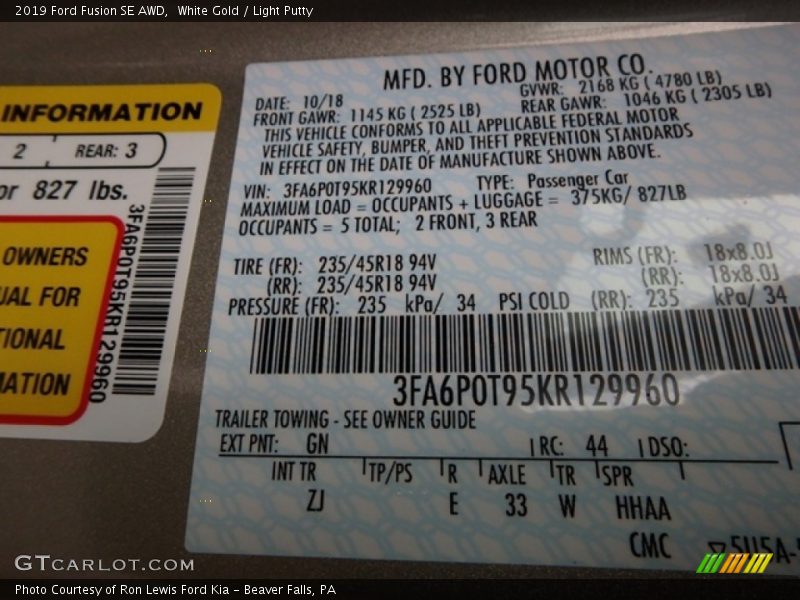 2019 Ford Fusion SE AWD,  White Gold / Light Putty
INFORMATION
2 REAR: 3
or 827 lbs.
OWNERS
UAL FOR
TIONAL
MATION
3FA6P0T95KR129960
MFD. BY FORD MOTOR CO.
DATE: 10/18 GVWR: 2168 KG ( 4780 LB)
FRONT GAWR: 1145 KG ( 2525 LB) REAR GAWR: 1046 KG ( 2305 LB)
THIS VEHICLE CONFORMS TO ALL APPLICABLE FEDERAL MOTOR
VEHICLE SAFETY, BUMPER, AND THEFT PREVENTION STANDARDS
IN EFFECT ON THE DATE OF MANUFACTURE SHOWN ABOVE.
VIN: 3FA6P0T95KR129960 TYPE: Passenger Car
MAXIMUM LOAD = OCCUPANTS + LUGGAGE = 375KG/ 827LB
OCCUPANTS = 5 TOTAL; 2 FRONT, 3 REAR
TIRE (FR): 235/45R18 94V RIMS (FR): 18x8.0J
(RR): 235/45R18 94V (RR): 18x8.0J
PRESSURE (FR): 235 kPa/ 34 PSI COLD (RR): 235 kPa/ 34
3FA6P0T95KR129960
TRAILER TOWING - SEE OWNER GUIDE
EXT PNT: GN RC: 44 DSO:
INT TR TP/PS R AXLE TR SPR
ZJ E 33 W HHAA
CMC
GTCARLOT.COM
Photo Courtesy of Ron Lewis Ford Kia – Beaver Falls, PA